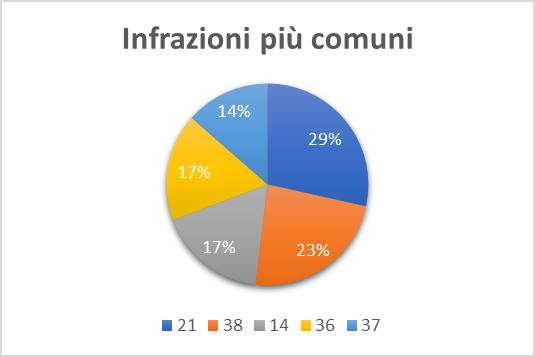 Infrazioni più comuni
29%
23%
17%
17%
14%
21 38 14 36 37